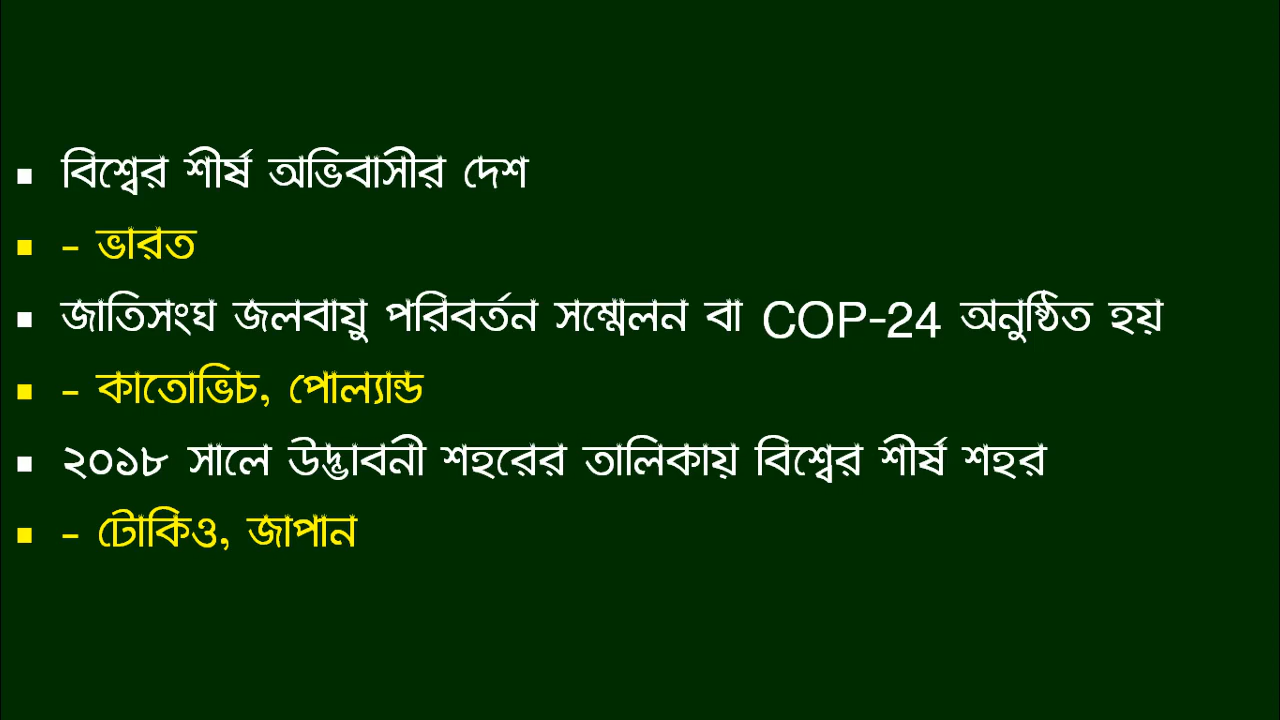 ▪ বিশ্বের শীর্ষ অভিবাসীর দেশ
▪ - ভারত
▪ জাতিসংঘ জলবায়ু পরিবর্তন সম্মেলন বা COP-24 অনুষ্ঠিত হয়
▪ - কাতোভিচ, পোল্যান্ড
▪ ২০১৮ সালে উদ্ভাবনী শহরের তালিকায় বিশ্বের শীর্ষ শহর
▪ - টোকিও, জাপান